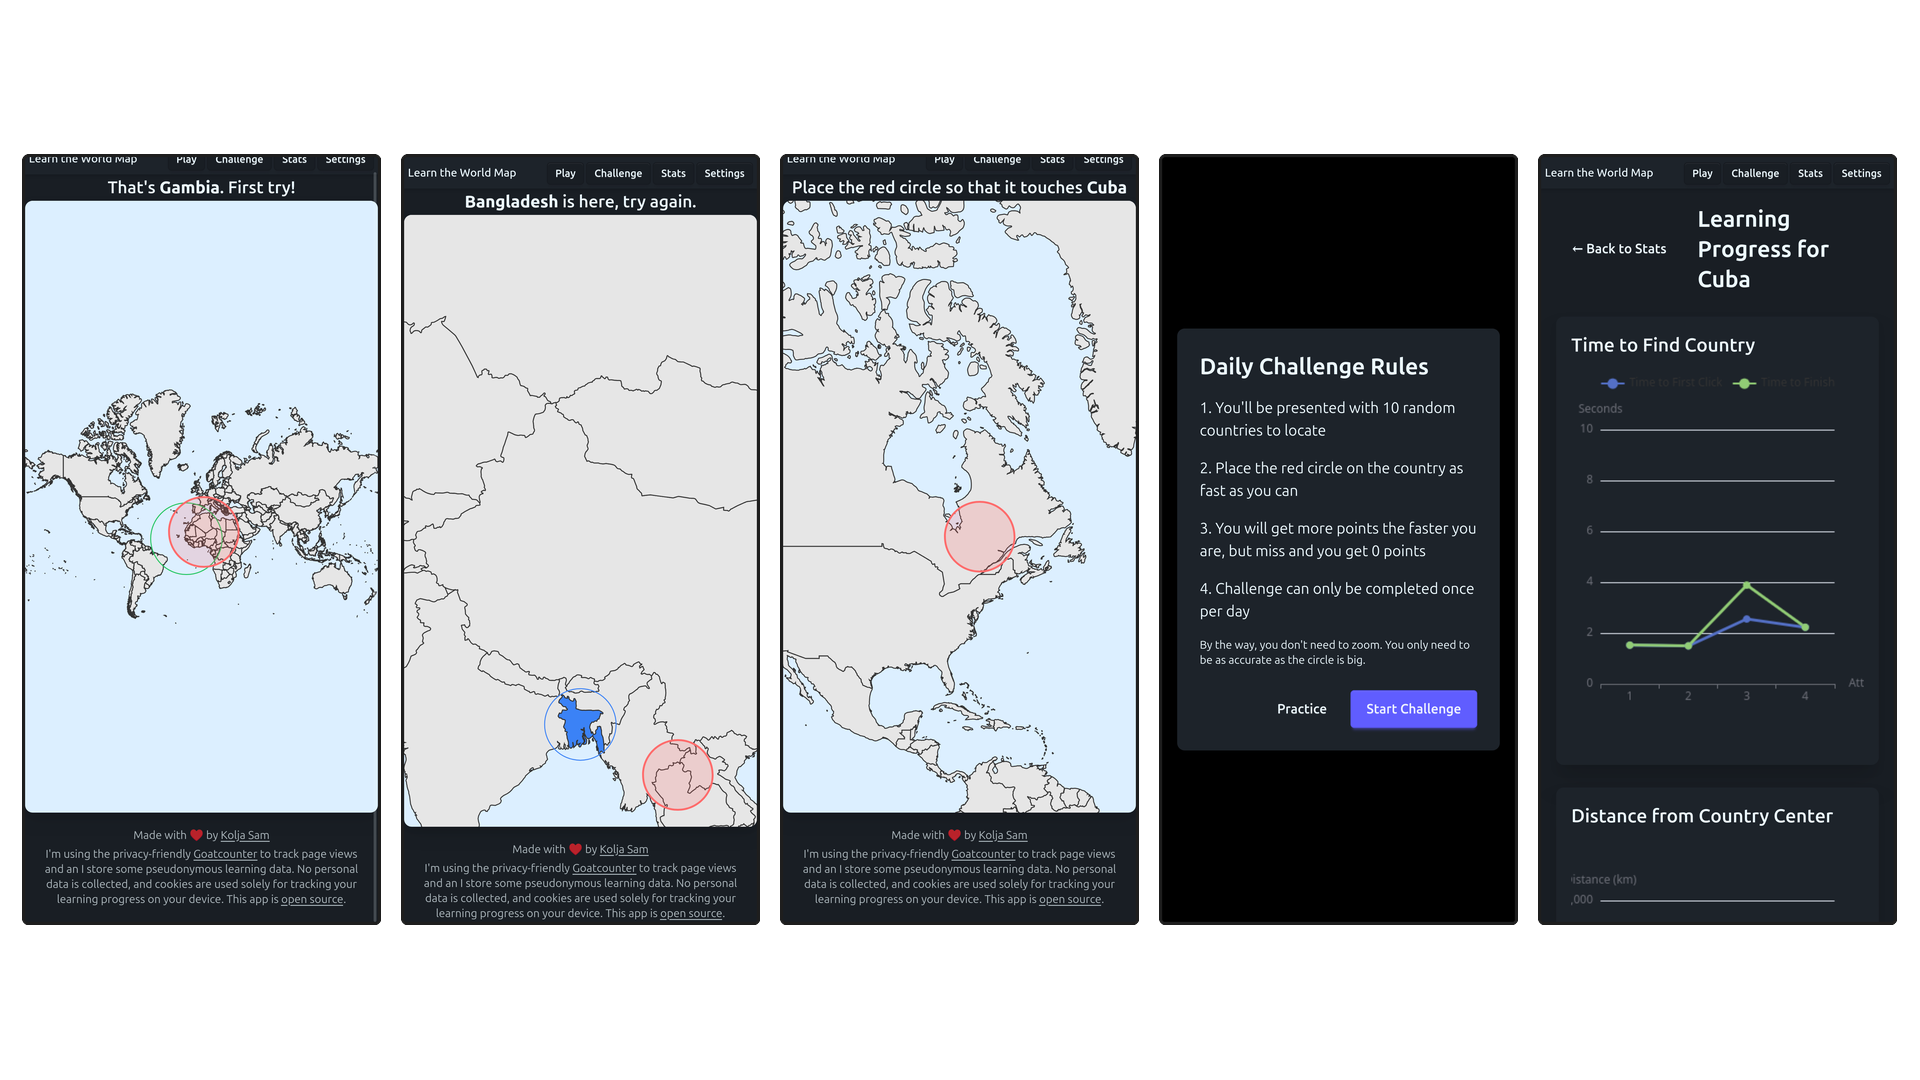 Learn the World Map Play Challenge Stats Settings
That's Gambia. First try!
Made with ❤ by Kolja Sam
I'm using the privacy-friendly Goatcounter to track page views
and an I store some pseudonymous learning data. No personal
data is collected, and cookies are used solely for tracking your
learning progress on your device. This app is open source.
Learn the World Map Play Challenge Stats Settings
Bangladesh is here, try again.
Made with ❤ by Kolja Sam
I'm using the privacy-friendly Goatcounter to track page views
and an I store some pseudonymous learning data. No personal
data is collected, and cookies are used solely for tracking your
learning progress on your device. This app is open source.
Learn the World Map Play Challenge Stats Settings
Place the red circle so that it touches Cuba
Made with ❤ by Kolja Sam
I'm using the privacy-friendly Goatcounter to track page views
and an I store some pseudonymous learning data. No personal
data is collected, and cookies are used solely for tracking your
learning progress on your device. This app is open source.
Daily Challenge Rules
1. You'll be presented with 10 random
countries to locate
2. Place the red circle on the country as
fast as you can
3. You will get more points the faster you
are, but miss and you get 0 points
4. Challenge can only be completed once
per day
By the way, you don't need to zoom. You only need to
be as accurate as the circle is big.
Practice Start Challenge
Learn the World Map Play Challenge Stats Settings
← Back to Stats
Learning
Progress for
Cuba
Time to Find Country
Time to First Click Time to Finish
Seconds
10
8
6
4
2
0
1 2 3 4
Att
Distance from Country Center
istance (km)
,000